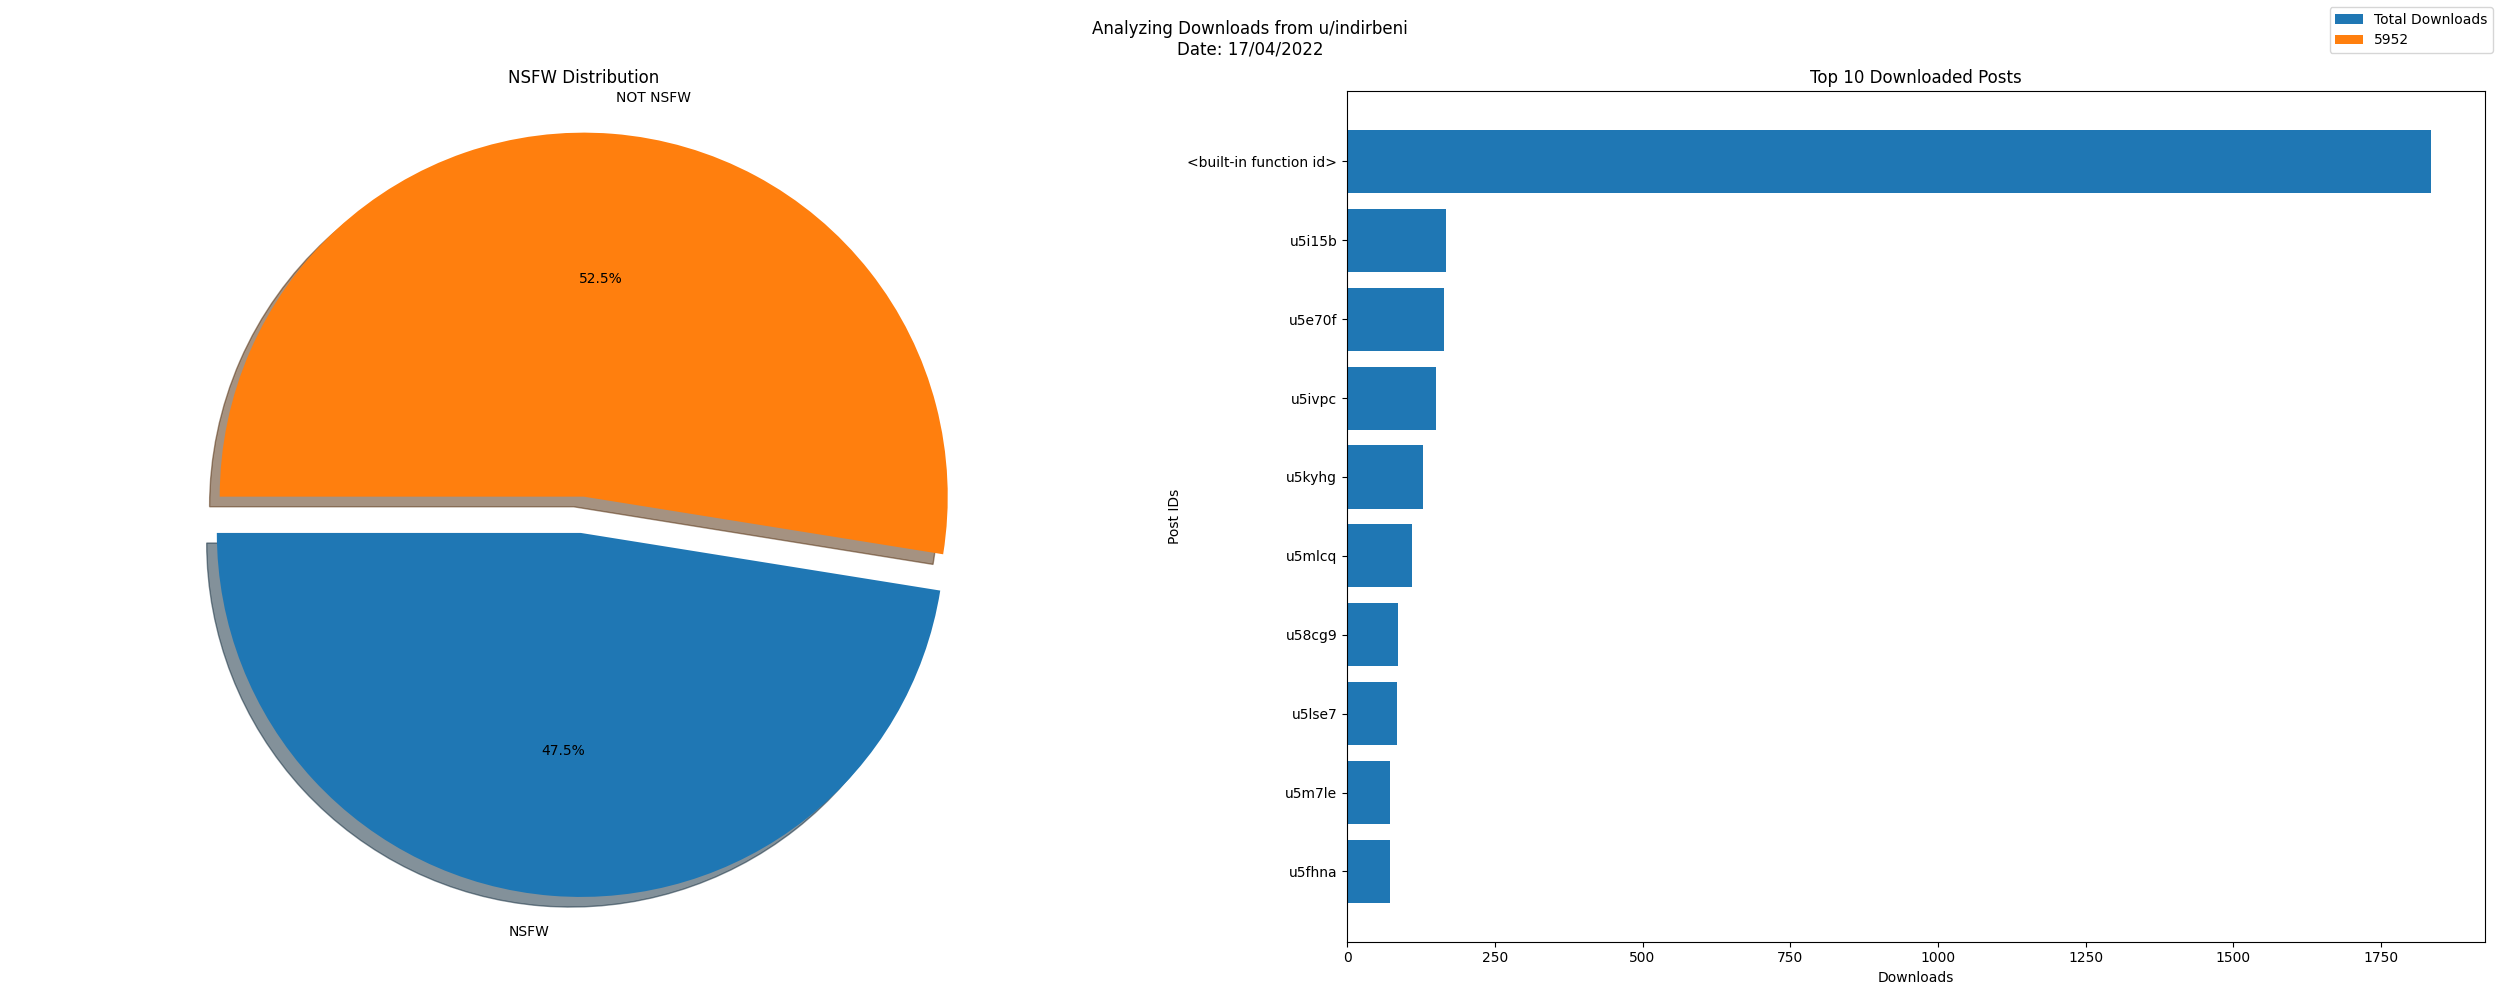 Analyzing Downloads from u/indirbeni
Date: 17/04/2022
Total Downloads
5952
NSFW Distribution
NOT NSFW
52.5%
47.5%
NSFW
Top 10 Downloaded Posts
Post IDs
<built-in function id>
u5i15b
u5e70f
u5ivpc
u5kyhg
u5mlcq
u58cg9
u5lse7
u5m7le
u5fhna
0 250 500 750 1000 1250 1500 1750
Downloads